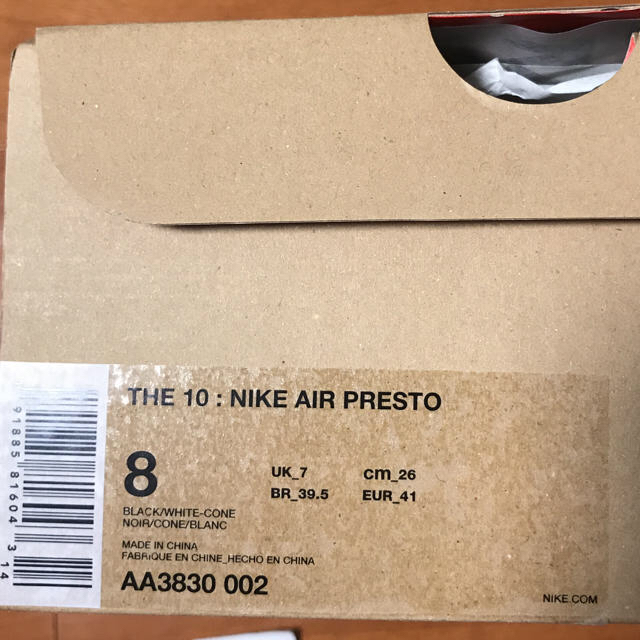 THE 10 : NIKE AIR PRESTO
8
UK_7 cm_26
BR_39.5 EUR_41
BLACK/WHITE-CONE
NOIR/CONE/BLANC
MADE IN CHINA
FABRIQUE EN CHINE_HECHO EN CHINA
AA3830 002
NIKE.COM
91885 81604 3 14